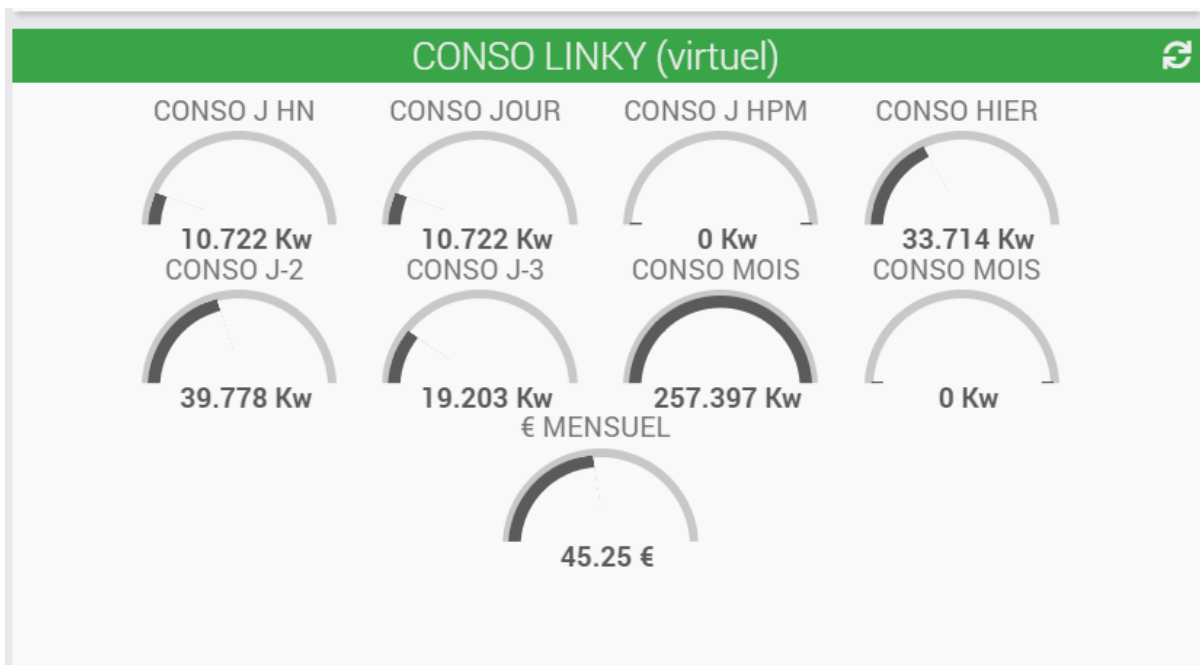 CONSO LINKY (virtuel)
CONSO J HN CONSO JOUR CONSO J HPM CONSO HIER
10.722 Kw 10.722 Kw 0 Kw 33.714 Kw
CONSO J-2 CONSO J-3 CONSO MOIS CONSO MOIS
39.778 Kw 19.203 Kw 257.397 Kw 0 Kw
€ MENSUEL
45.25 €